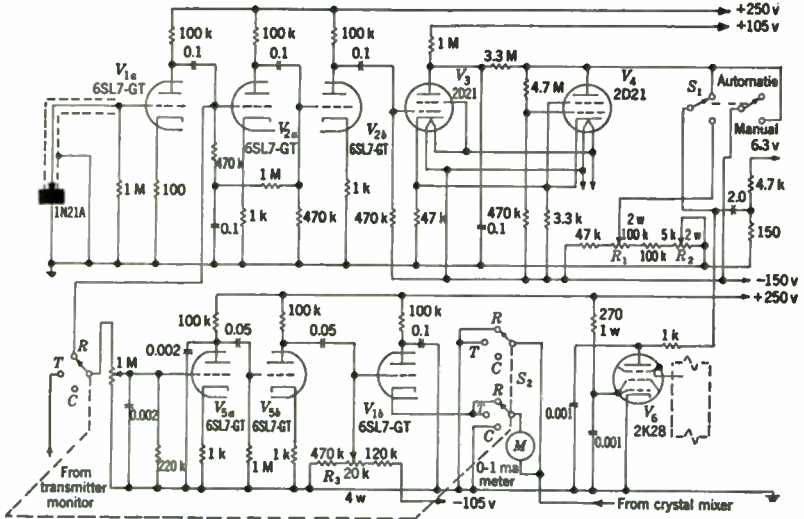 +250 v
+105 v
100 k
100 k
100 k
0.1
0.1
0.1
1 M
3.3 M
V1a
6SL7-GT
V2a
6SL7-GT
V2b
6SL7-GT
V3
2D21
4.7 M
V4
2D21
S1
Automatic
Manual
6.3 v
470 k
1 M
2.0
4.7 k
1N21A
1 M
100
0.1
1 k
470 k
1 k
470 k
47 k
470 k
0.1
3.3 k
47 k
2 w
100 k
R1
100 k
5 k
2 w
R2
150
-150 v
+250 v
100 k
100 k
100 k
0.002
0.05
0.05
0.1
R
T
C
S2
270
1 w
1 k
R
T
C
1 M
0.002
220 k
V5a
6SL7-GT
V5b
6SL7-GT
V1b
6SL7-GT
R
T
C
M
0-1 ma
meter
0.001
0.001
V6
2K28
1 k
1 M
1 k
470 k
120 k
R3
20 k
4 w
-105 v
From
transmitter
monitor
From crystal mixer